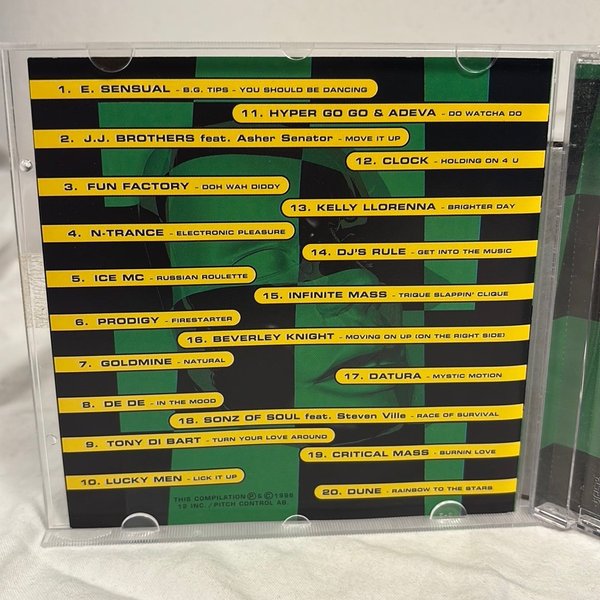 1. E. SENSUAL – B.G. TIPS – YOU SHOULD BE DANCING
11. HYPER GO GO & ADEVA – DO WATCHA DO
2. J.J. BROTHERS feat. Asher Senator – MOVE IT UP
12. CLOCK – HOLDING ON 4 U
3. FUN FACTORY – DOH WAH DIDDY
13. KELLY LLORENNA – BRIGHTER DAY
4. N-TRANCE – ELECTRONIC PLEASURE
14. DJ'S RULE – GET INTO THE MUSIC
5. ICE MC – RUSSIAN ROULETTE
15. INFINITE MASS – TRIGUE SLAPPIN' CLIQUE
6. PRODIGY – FIRESTARTER
16. BEVERLEY KNIGHT – MOVING ON UP (ON THE RIGHT SIDE)
7. GOLDMINE – NATURAL
17. DATURA – MYSTIC MOTION
8. DE DE – IN THE MOOD
18. SONZ OF SOUL feat. Steven Ville – RACE OF SURVIVAL
9. TONY DI BART – TURN YOUR LOVE AROUND
19. CRITICAL MASS – BURNIN LOVE
10. LUCKY MEN – LICK IT UP
20. DUNE – RAINBOW TO THE STARS
THIS COMPILATION ℗ & © 1996
12 INC. / PITCH CONTROL AB